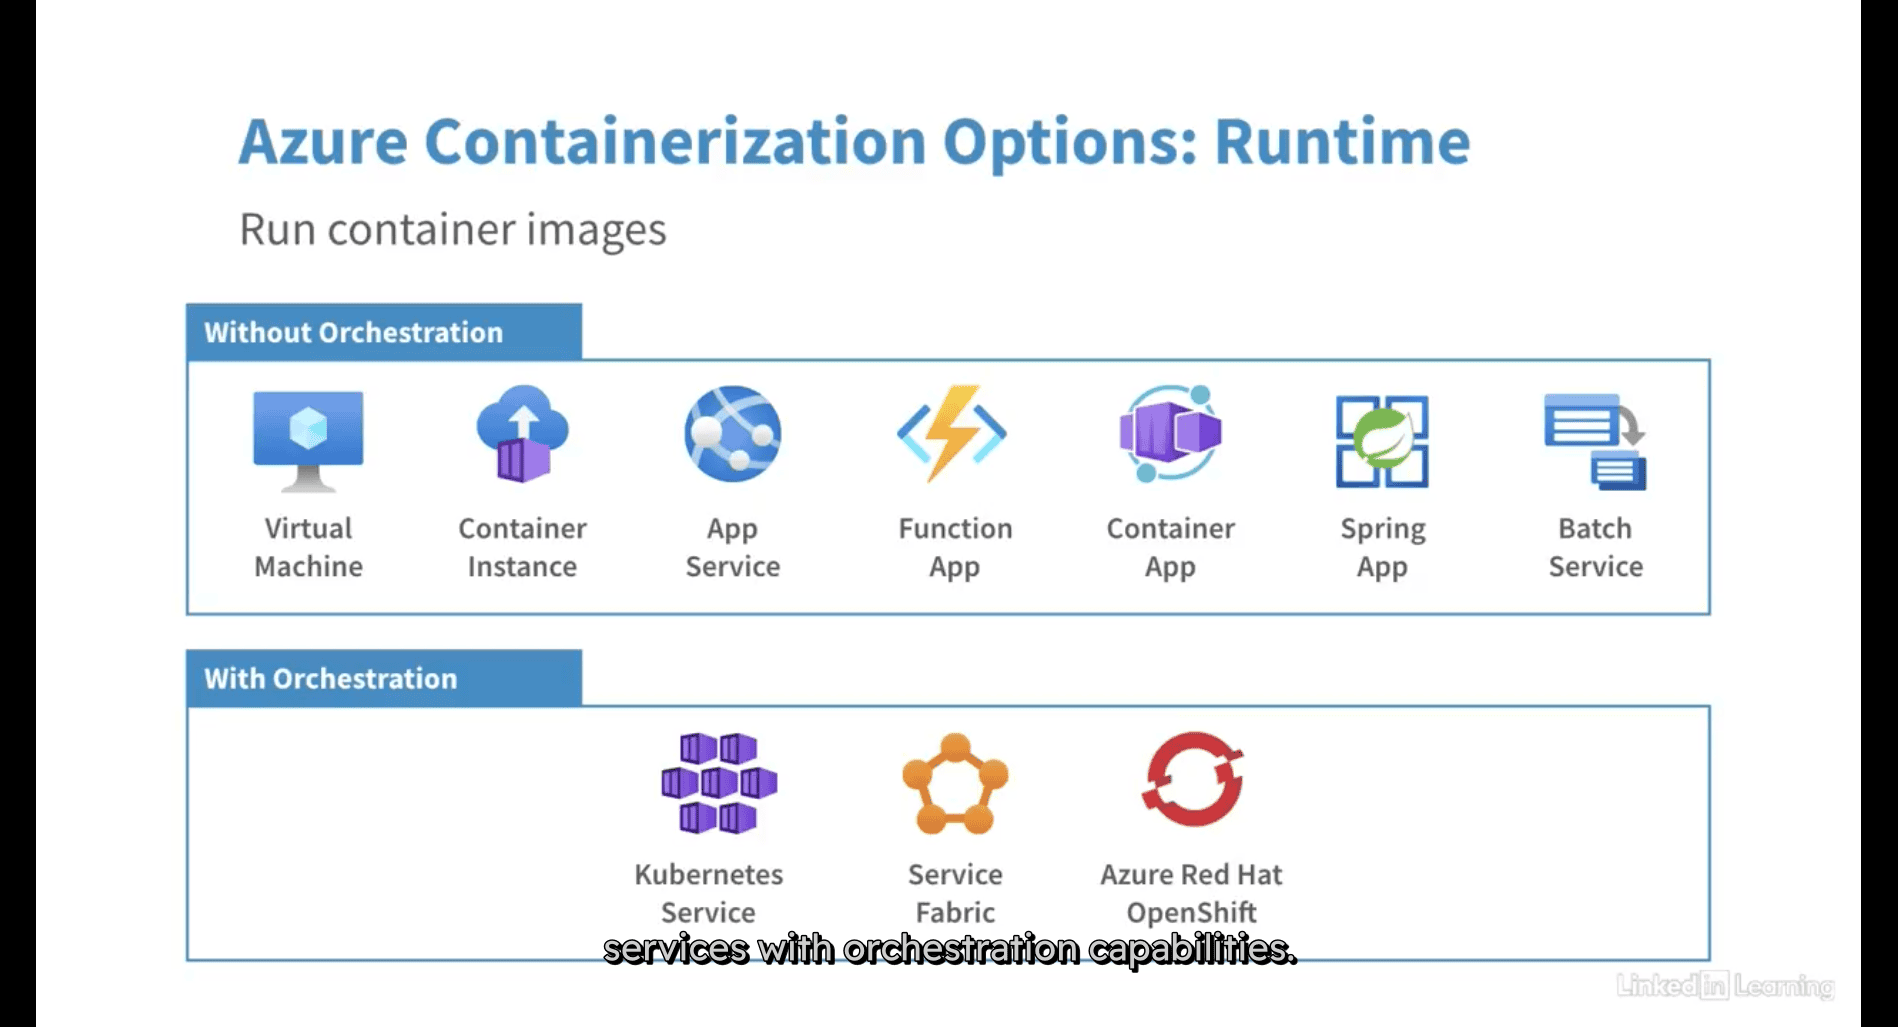 Azure Containerization Options: Runtime
Run container images
Without Orchestration
Virtual Machine
Container Instance
App Service
Function App
Container App
Spring App
Batch Service
With Orchestration
Kubernetes Service
Service Fabric
Azure Red Hat OpenShift
services with orchestration capabilities.
Linked in Learning